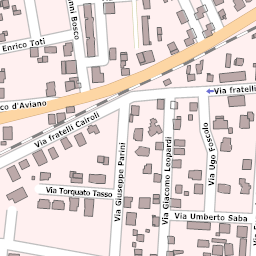 nni Bosco
Enrico Toti
co d'Aviano
Via fratelli Cairoli
Via fratell
Via Giuseppe Parini
Via Giacomo Leopardi
Via Ugo Foscolo
Via Torquato Tasso
Via Umberto Saba